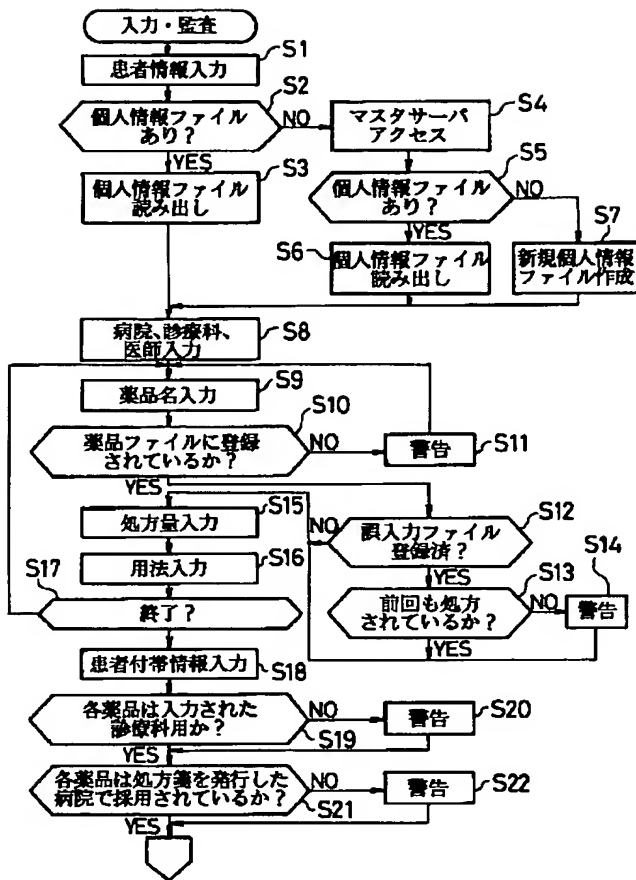 入力・監査
S1
患者情報入力
S2
個人情報ファイル
あり?
NO
YES
S3
個人情報ファイル
読み出し
S4
マスタサーバ
アクセス
S5
個人情報ファイル
あり?
NO
YES
S6
個人情報ファイル
読み出し
S7
新規個人情報
ファイル作成
病院、診療科、
医師入力
S8
S9
薬品名入力
S10
薬品ファイルに登録
されているか?
NO
警告
S11
YES
S15
処方量入力
S12
NO
誤入力ファイル
登録済?
YES
S16
用法入力
S17
終了?
S13
前回も処方
されているか?
NO
YES
S14
警告
患者付帯情報入力
S18
各薬品は入力された
診療科用か?
NO
S19
YES
警告
S20
各薬品は処方箋を発行した
病院で採用されているか?
NO
S21
YES
警告
S22